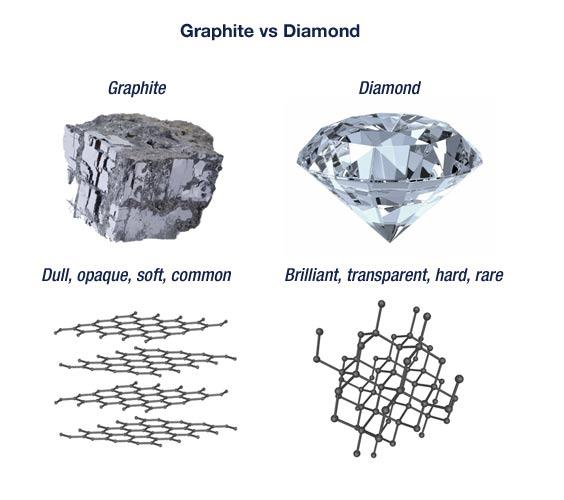 Graphite vs Diamond
Graphite
Diamond
Dull, opaque, soft, common
Brilliant, transparent, hard, rare